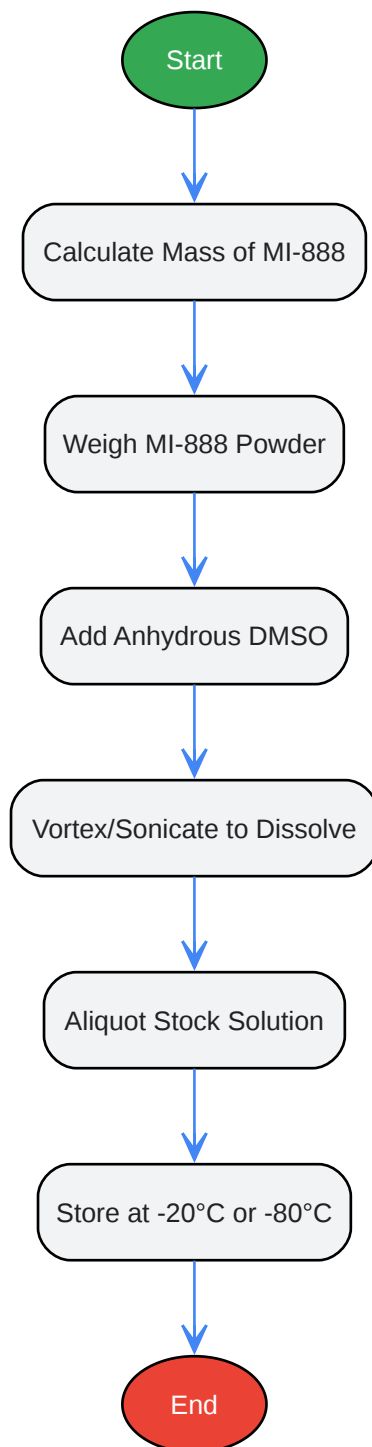 Start
Calculate Mass of MI-888
Weigh MI-888 Powder
Add Anhydrous DMSO
Vortex/Sonicate to Dissolve
Aliquot Stock Solution
Store at -20°C or -80°C
End